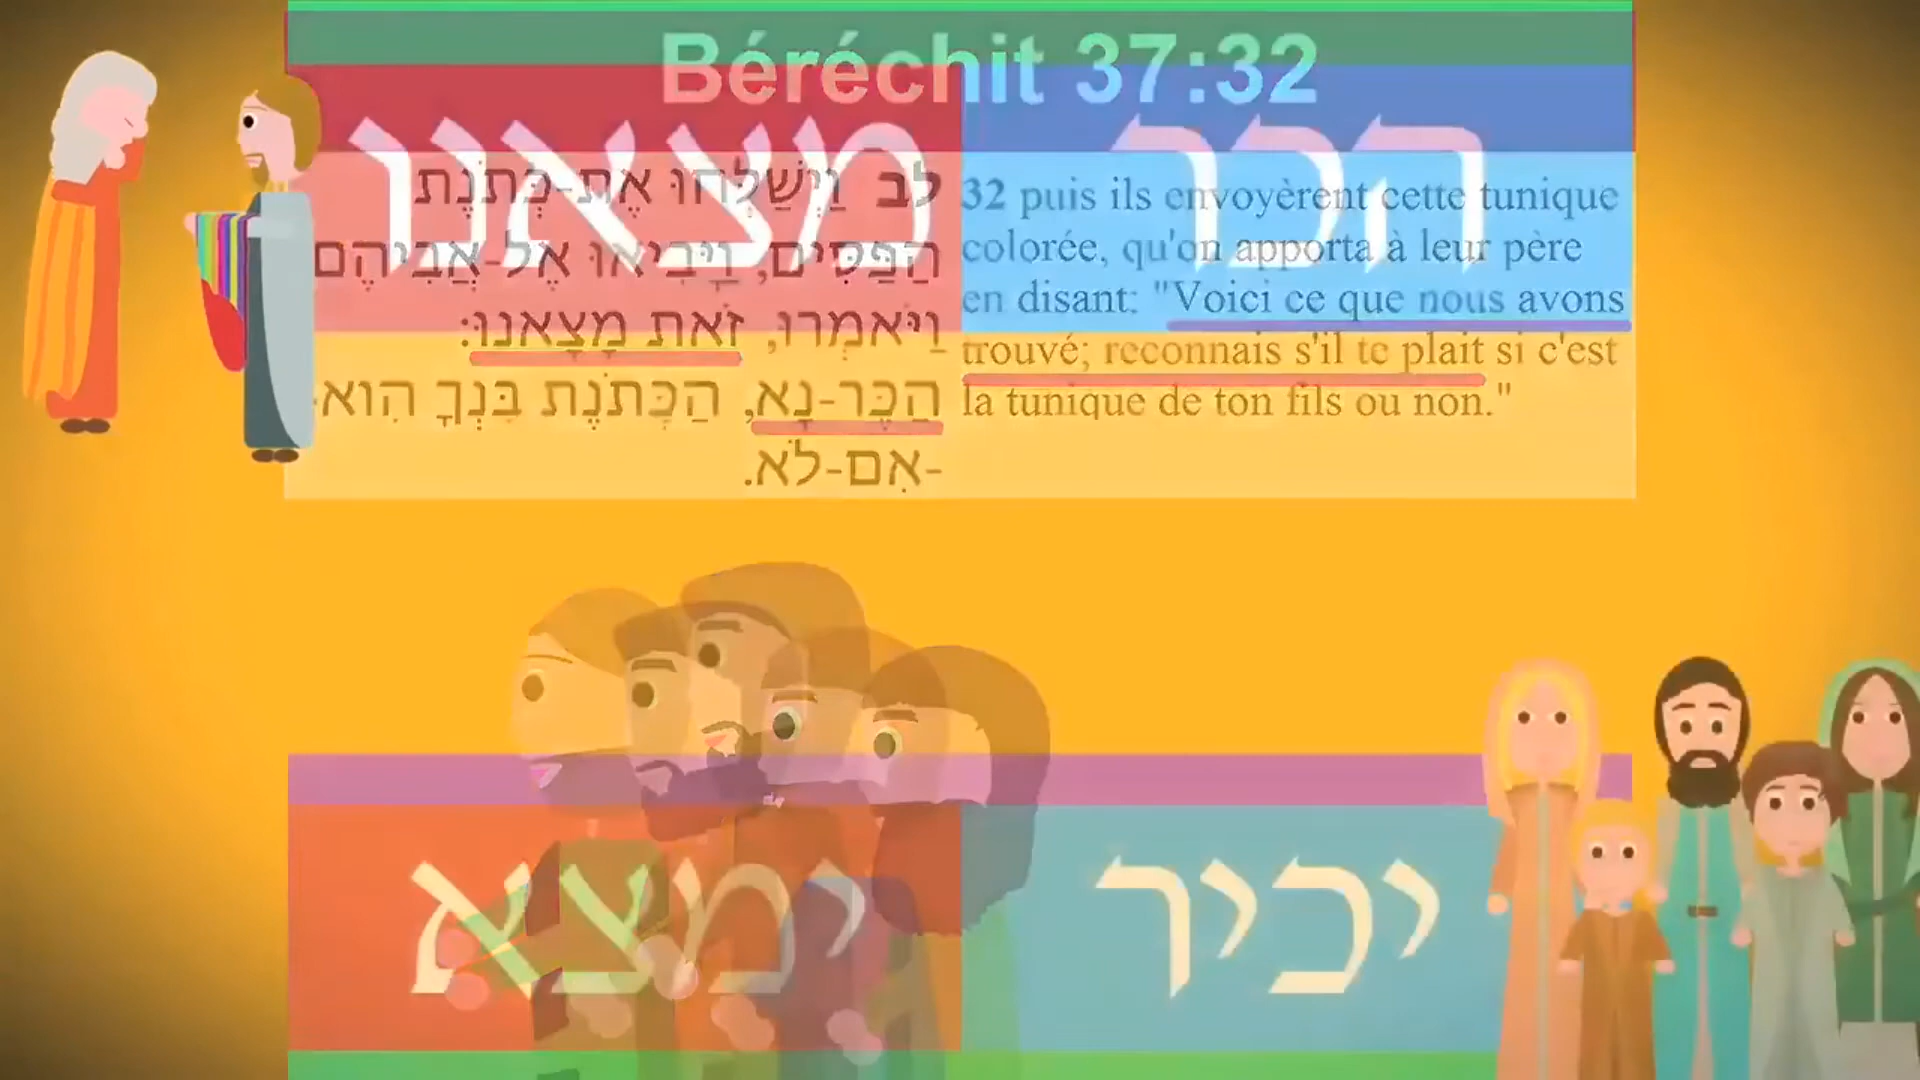 Béréchit 37:32
מצאנו
הכר
לב וַיְשַׁלְּחוּ אֶת-כְּתֹנֶת
הַפַּסִּים, וַיָּבִיאוּ אֶל-אֲבִיהֶם
וַיֹּאמְרוּ, זֹאת מָצָאנוּ:
הַכֶּר-נָא, הַכְּתֹנֶת בִּנְךָ הִוא-
-אִם-לֹא.
32 puis ils envoyèrent cette tunique
colorée, qu'on apporta à leur père
en disant: "Voici ce que nous avons
trouvé; reconnais s'il te plait si c'est
la tunique de ton fils ou non."
ימצא
יכיר